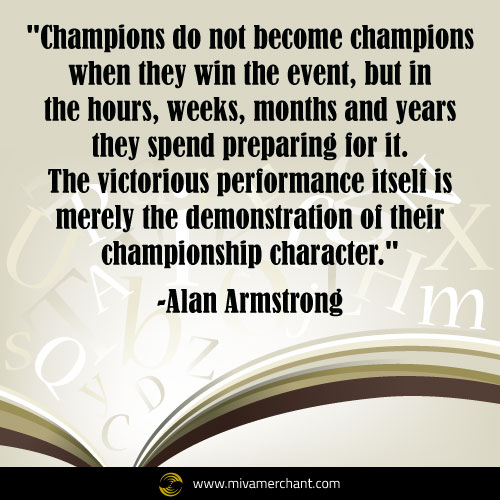 "Champions do not become champions
when they win the event, but in
the hours, weeks, months and years
they spend preparing for it.
The victorious performance itself is
merely the demonstration of their
championship character."
-Alan Armstrong
www.mivamerchant.com